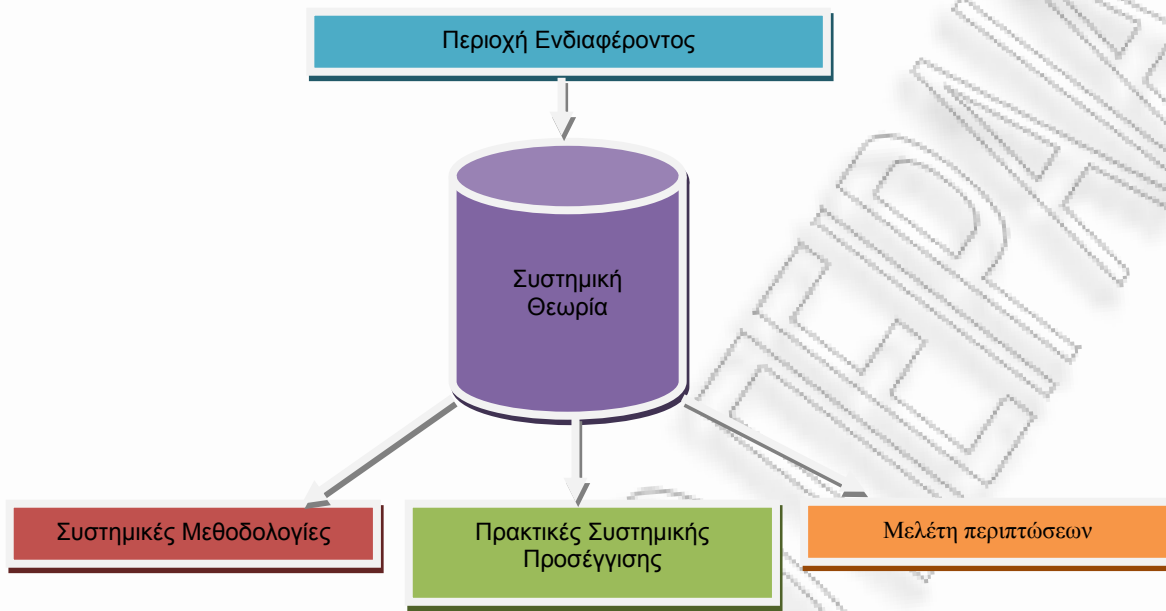 Περιοχή Ενδιαφέροντος
Συστημική
Θεωρία
Συστημικές Μεθοδολογίες
Πρακτικές Συστημικής
Προσέγγισης
Μελέτη περιπτώσεων